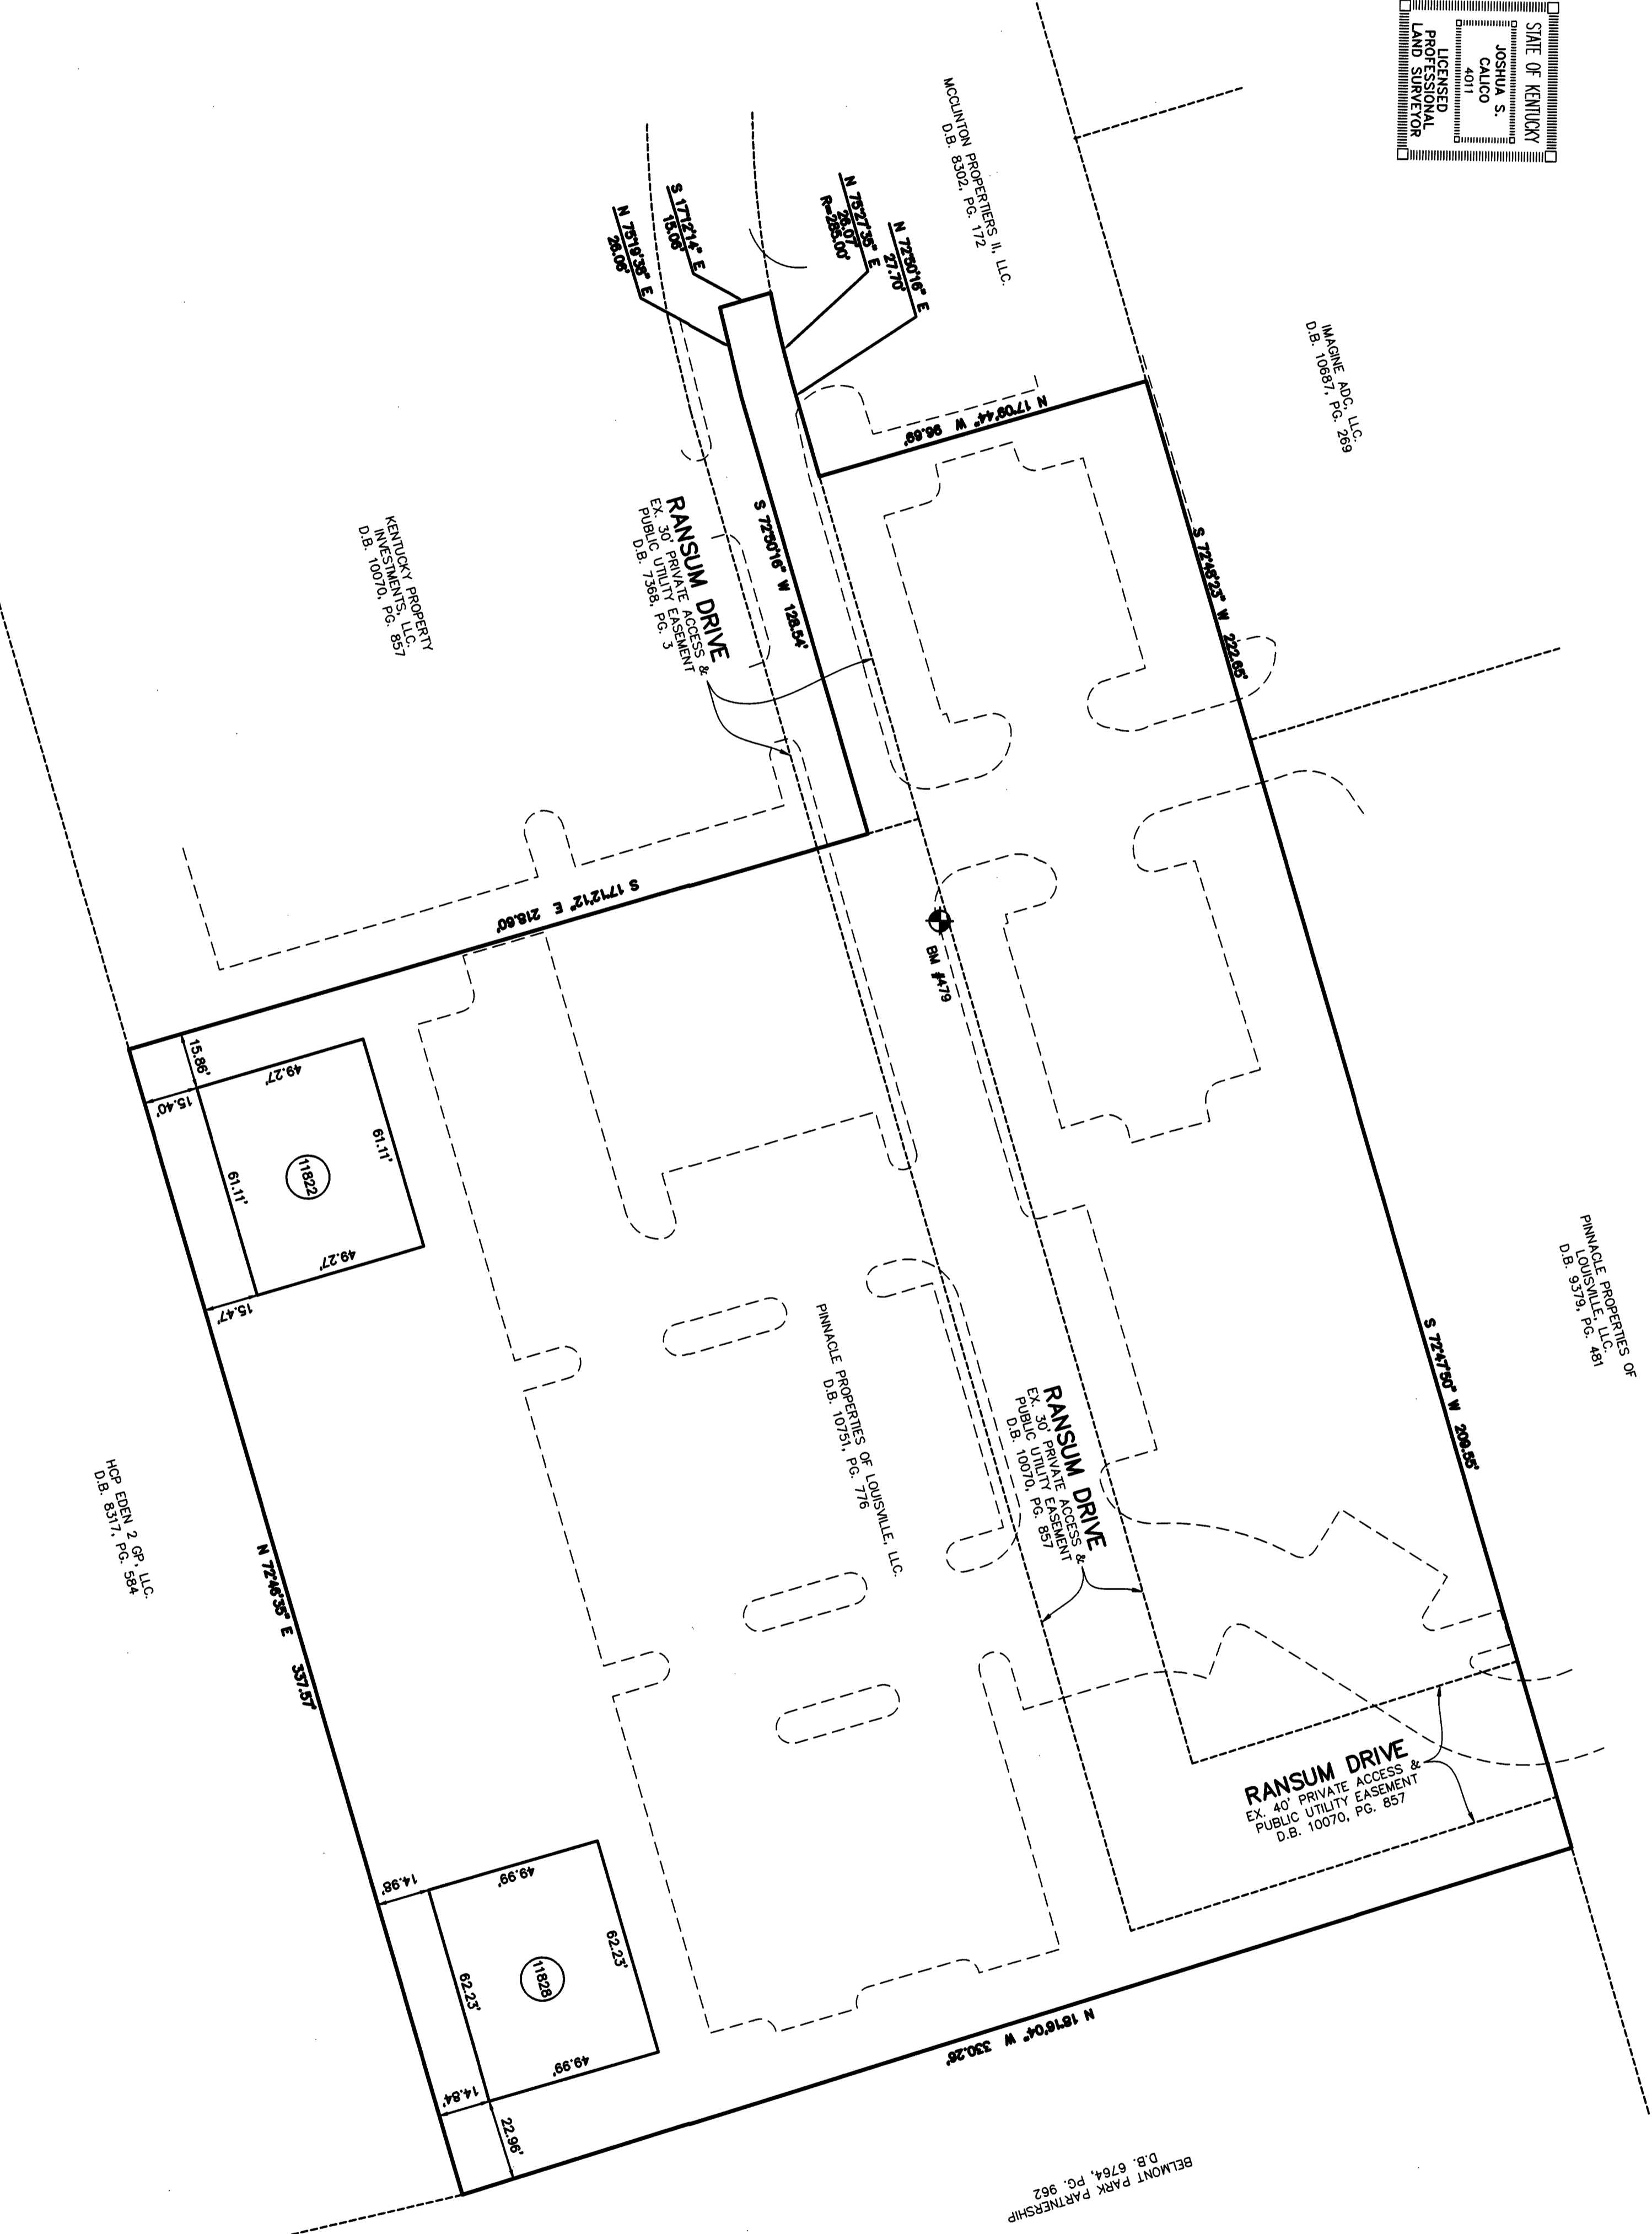 STATE OF KENTUCKY
JOSHUA S.
CALICO
4011
LICENSED
PROFESSIONAL
LAND SURVEYOR
MCCLINTON PROPERTIERS II, LLC.
D.B. 8302, PG. 172
IMAGINE ADC, LLC.
D.B. 10687, PG. 269
N 72°50'16" E
27.70'
N 75°27'35" E
28.07'
R=285.00'
S 17°12'14" E
15.06'
N 75°19'38" E
26.06'
N 17°09'44" W 96.69'
S 72°50'16" W 128.54'
S 72°48'23" W 222.65'
RANSUM DRIVE
EX. 30' PRIVATE ACCESS &
PUBLIC UTILITY EASEMENT
D.B. 7368, PG. 3
KENTUCKY PROPERTY
INVESTMENTS, LLC.
D.B. 10070, PG. 857
S 17°12'12" E 218.60'
BM #479
15.86'
15.40'
49.27'
61.11'
11822
61.11'
49.27'
15.47'
PINNACLE PROPERTIES OF
LOUISVILLE, LLC.
D.B. 9379, PG. 481
S 72°47'50" W 209.55'
PINNACLE PROPERTIES OF LOUISVILLE, LLC.
D.B. 10751, PG. 776
RANSUM DRIVE
EX. 30' PRIVATE ACCESS &
PUBLIC UTILITY EASEMENT
D.B. 10070, PG. 857
HCP EDEN 2 GP, LLC.
D.B. 8317, PG. 584
N 72°46'35" E 337.57'
RANSUM DRIVE
EX. 40' PRIVATE ACCESS &
PUBLIC UTILITY EASEMENT
D.B. 10070, PG. 857
14.98'
49.99'
62.23'
11828
62.23'
49.99'
14.84'
22.96'
N 18°16'04" W 330.26'
BELMONT PARK PARTNERSHIP
D.B. 6764, PG. 962